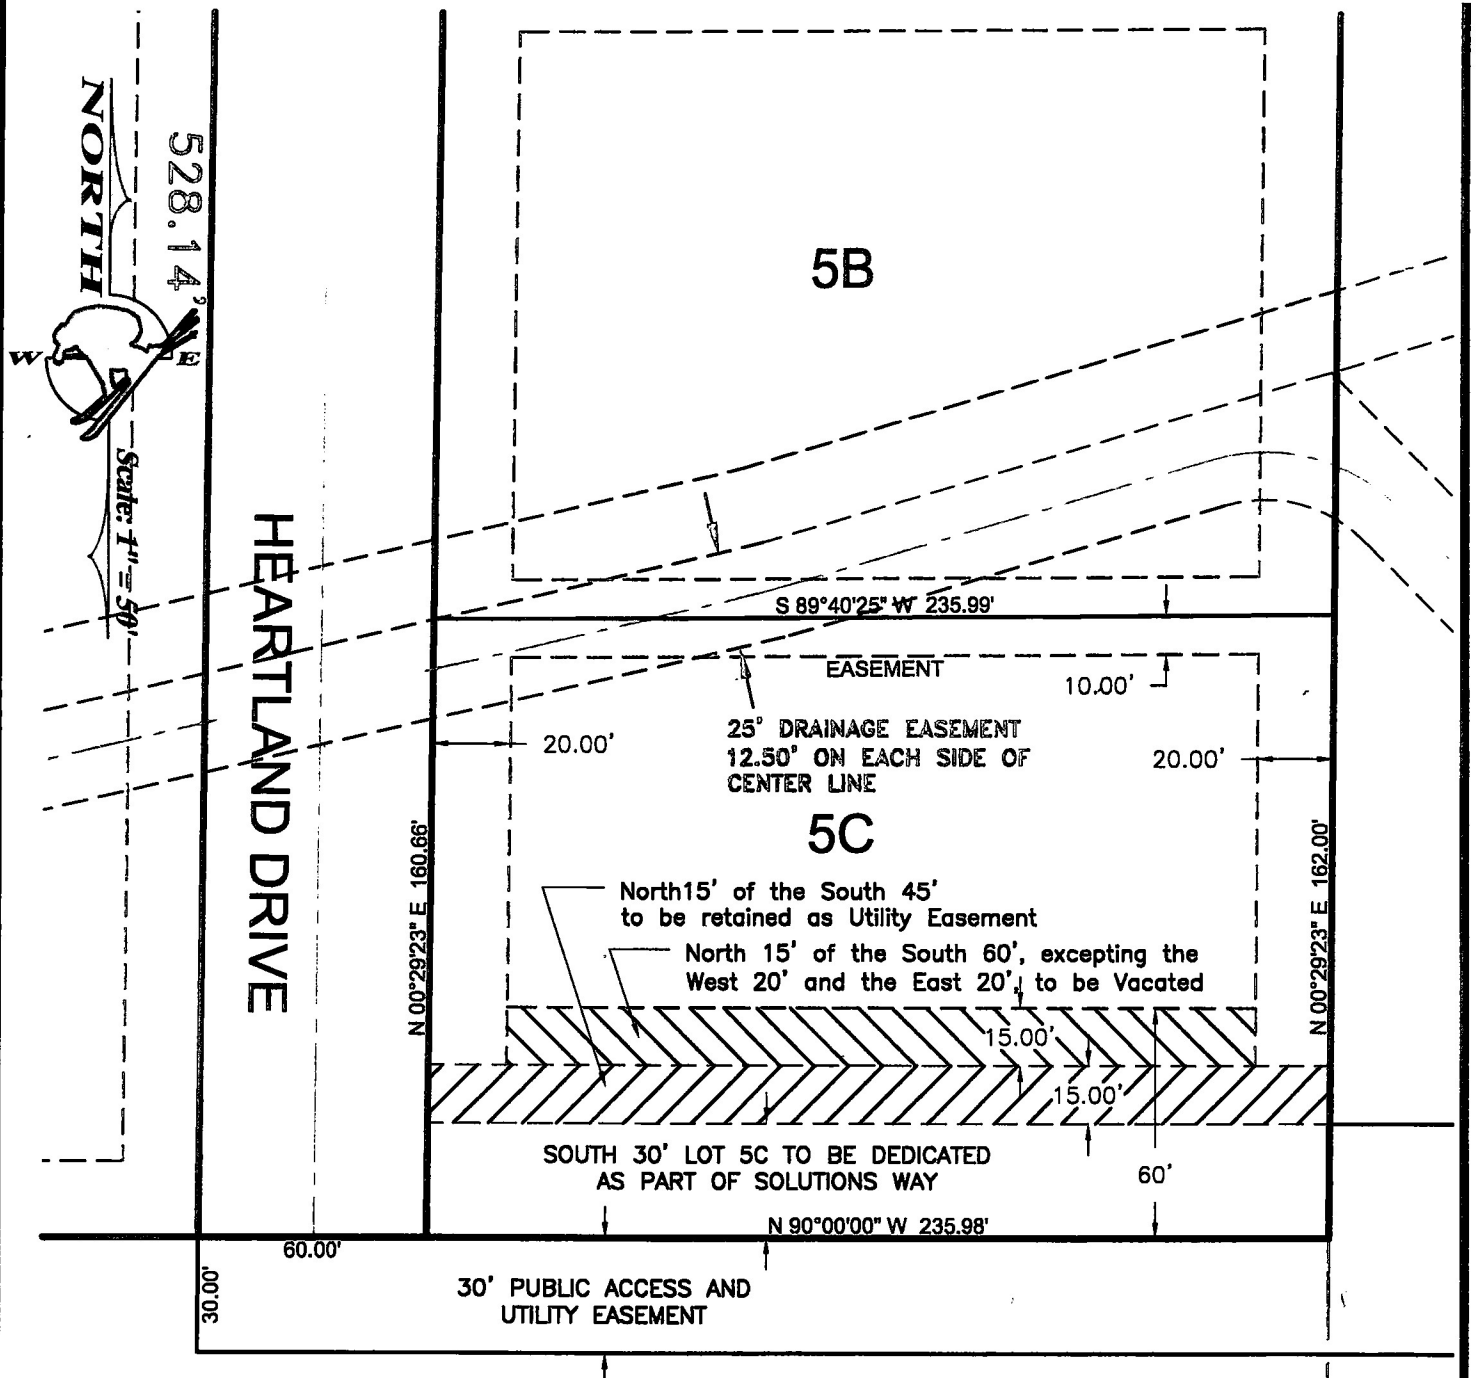 NORTH
528.14'
W
E
Scale: 1" = 50'
HEARTLAND DRIVE
5B
S 89°40'25" W 235.99'
EASEMENT
10.00'
25' DRAINAGE EASEMENT
12.50' ON EACH SIDE OF
CENTER LINE
20.00'
20.00'
5C
N 00°29'23" E 160.66'
N 00°29'23" E 162.00'
North15' of the South 45'
to be retained as Utility Easement
North 15' of the South 60', excepting the
West 20' and the East 20', to be Vacated
15.00'
15.00'
60'
SOUTH 30' LOT 5C TO BE DEDICATED
AS PART OF SOLUTIONS WAY
N 90°00'00" W 235.98'
60.00'
30.00'
30' PUBLIC ACCESS AND
UTILITY EASEMENT